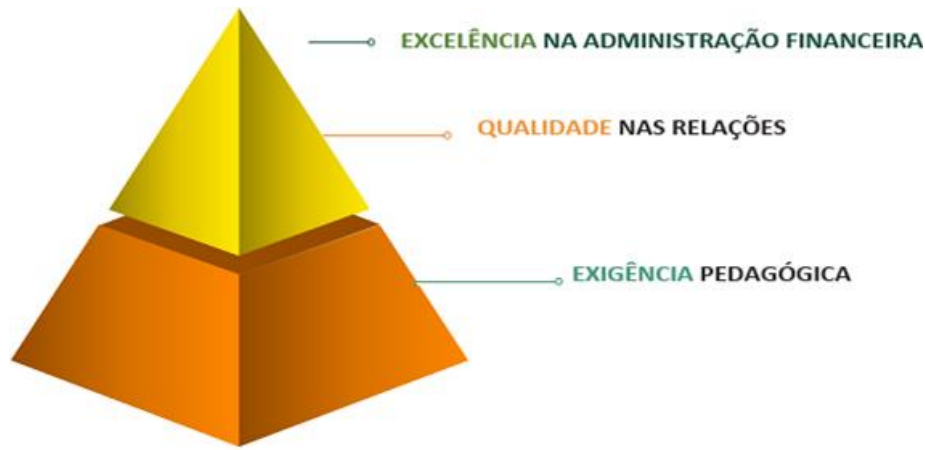 EXCELÊNCIA NA ADMINISTRAÇÃO FINANCEIRA
QUALIDADE NAS RELAÇÕES
EXIGÊNCIA PEDAGÓGICA